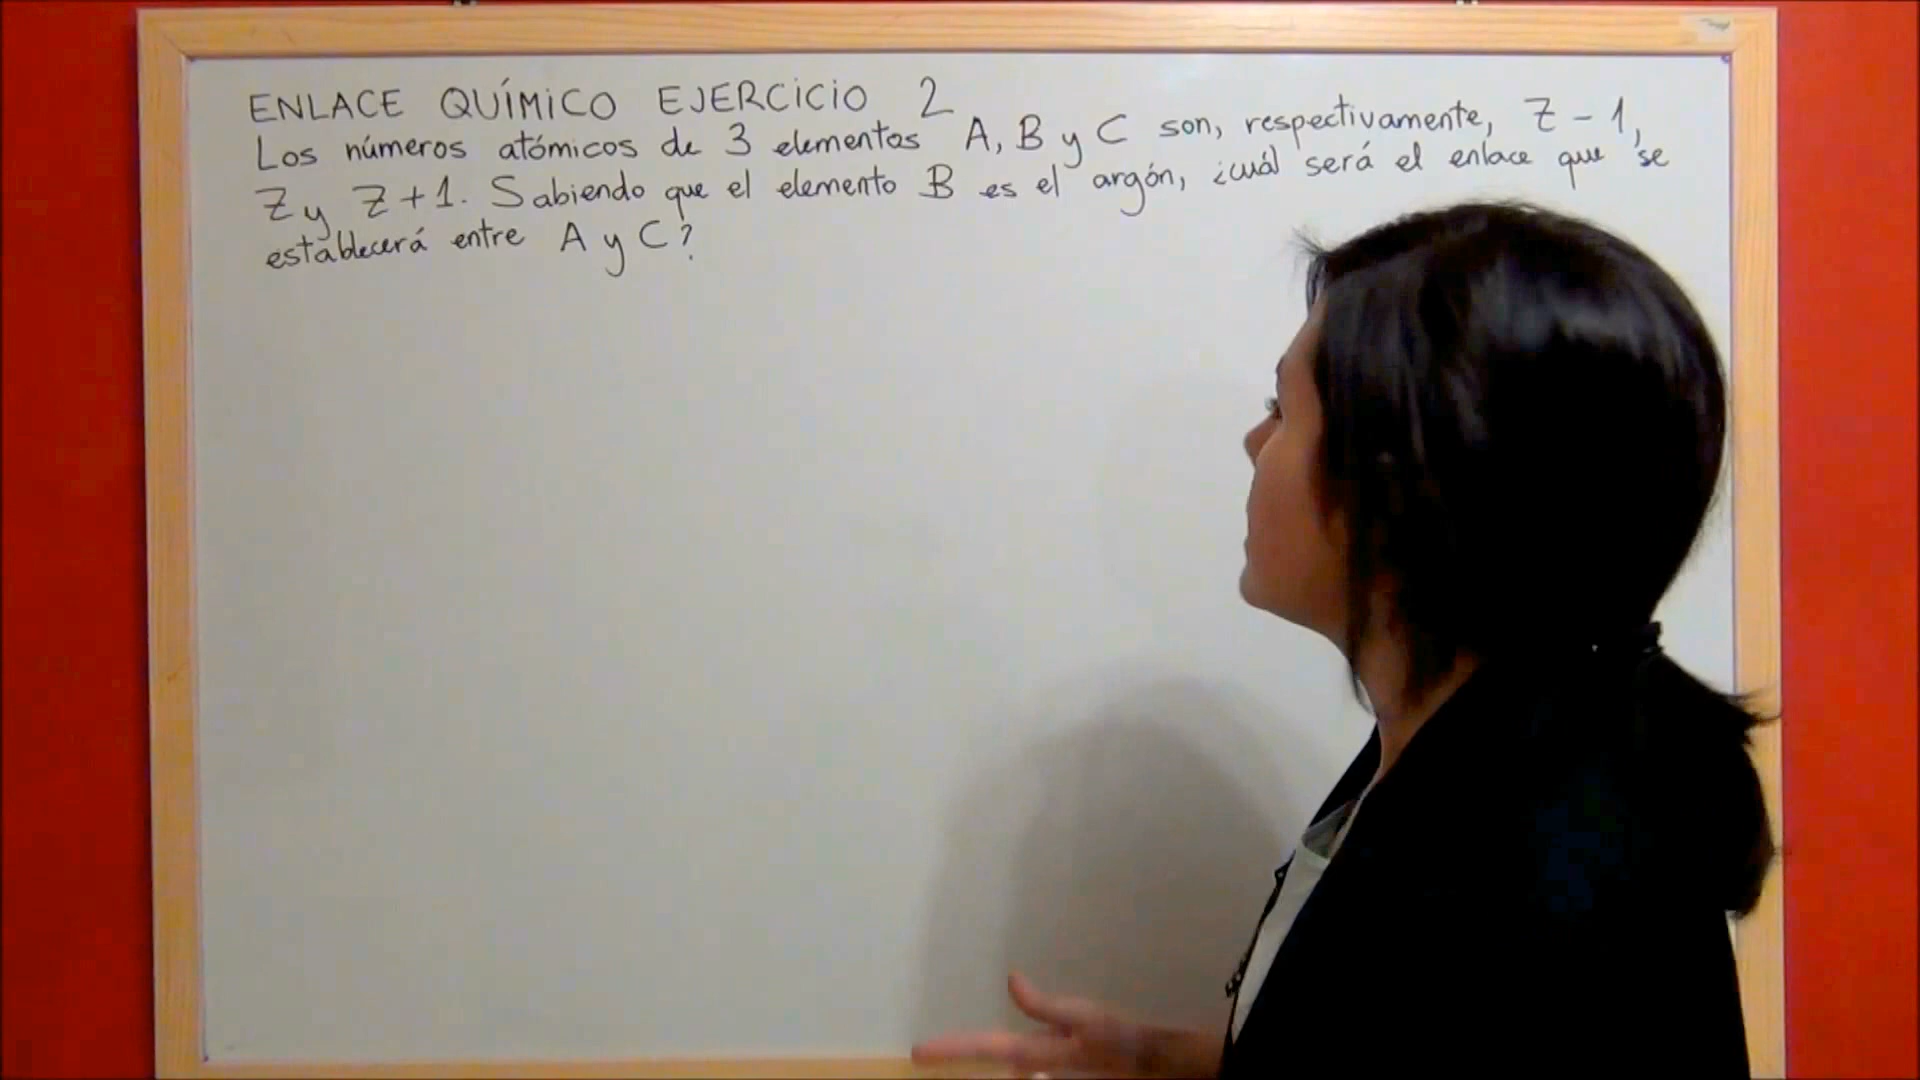 ENLACE QUÍMICO EJERCICIO 2
Los números atómicos de 3 elementos A, B y C son, respectivamente, Z - 1,
Z y Z + 1. Sabiendo que el elemento B es el argón, ¿cuál será el enlace que se
establecerá entre A y C?